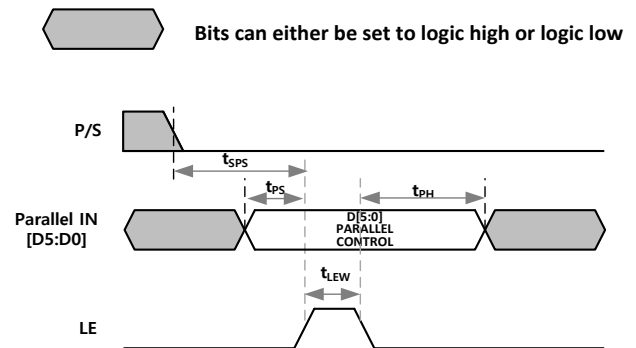 Bits can either be set to logic high or logic low
P/S
tSPS
tPS
tPH
Parallel IN
[D5:D0]
D[5:0]
PARALLEL
CONTROL
tLEW
LE